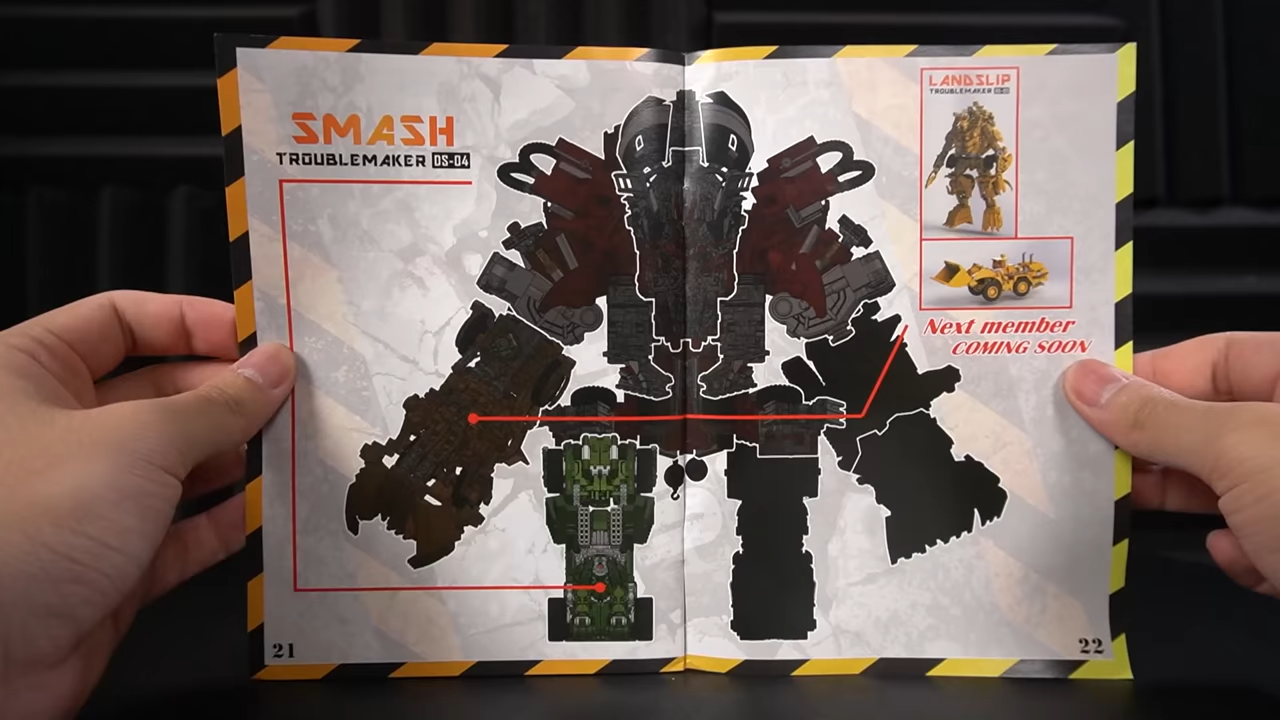 SMASH
TROUBLEMAKER DS-04
21
LANDSLIP
TROUBLEMAKER
Next member
COMING SOON
22